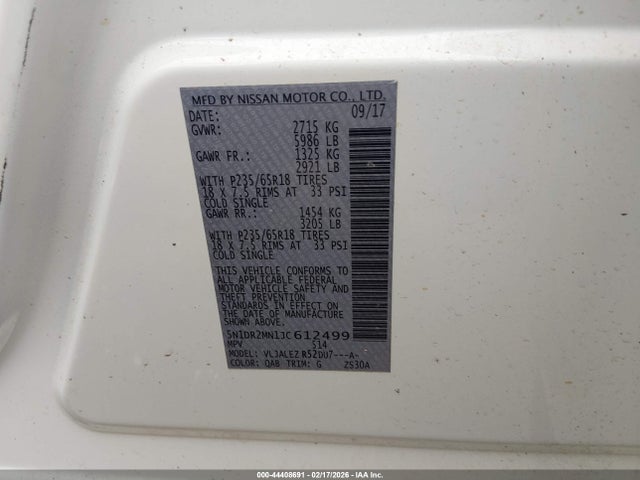 MFD BY NISSAN MOTOR CO., LTD.
DATE: 09/17
GVWR: 2715 KG
5986 LB
GAWR FR.: 1325 KG
2921 LB
WITH P235/65R18 TIRES
18 X 7.5 RIMS AT 33 PSI
COLD SINGLE
GAWR RR.: 1454 KG
3205 LB
WITH P235/65R18 TIRES
18 X 7.5 RIMS AT 33 PSI
COLD SINGLE
THIS VEHICLE CONFORMS TO
ALL APPLICABLE FEDERAL
MOTOR VEHICLE SAFETY AND
THEFT PREVENTION
STANDARDS IN EFFECT ON
THE DATE OF MANUFACTURE
SHOWN ABOVE.
5N1DR2MN1JC612499
MPV S14
MODEL: VLJALEZ R52DU7---A-
COLOR: QAB TRIM: G ZS30A
000-44408691 - 02/17/2026 - IAA Inc.